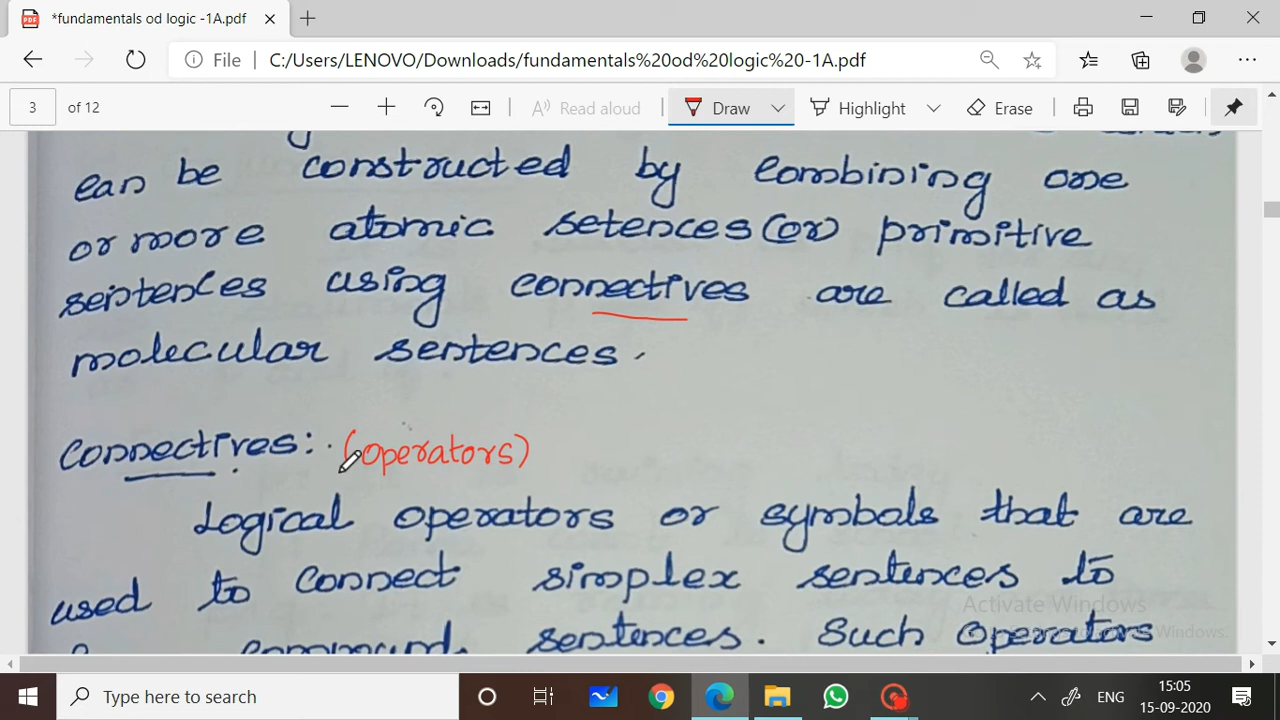 *fundamentals od logic -1A.pdf
File C:/Users/LENOVO/Downloads/fundamentals%20od%20logic%20-1A.pdf
3 of 12 Read aloud Draw Highlight Erase
can be constructed by combining one
or more atomic setences (or) primitive
sentences using connectives are called as
molecular sentences.
Connectives: (operators)
Logical operators or symbols that are
used to connect simplex sentences to
compound sentences. Such operators
Activate Windows
Type here to search ENG 15:05
15-09-2020